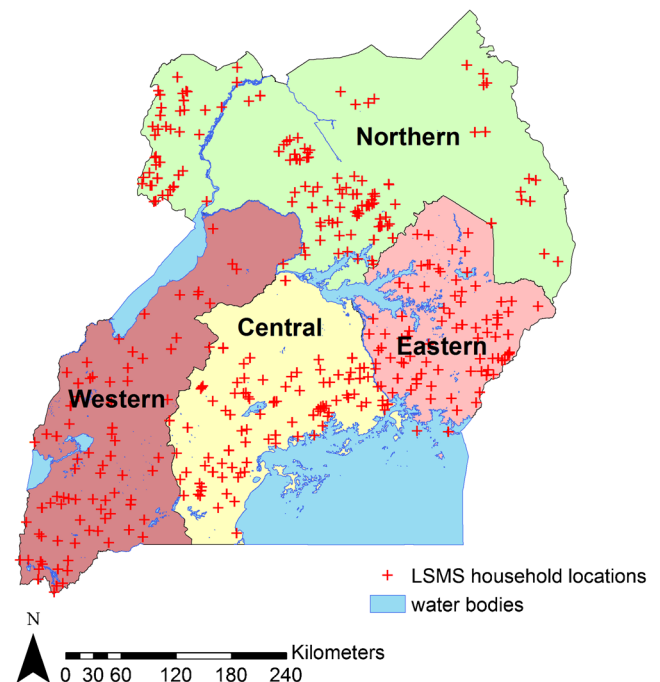 Northern
Central
Eastern
Western
LSMS household locations
water bodies
N
Kilometers
0 30 60 120 180 240